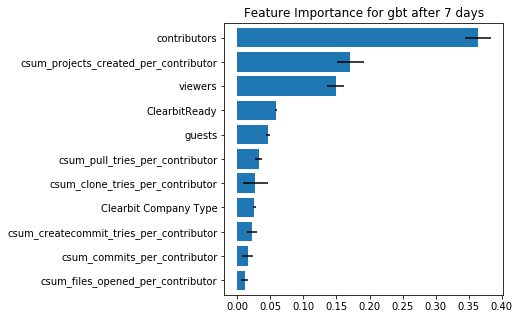 Feature Importance for gbt after 7 days
contributors
csum_projects_created_per_contributor
viewers
ClearbitReady
guests
csum_pull_tries_per_contributor
csum_clone_tries_per_contributor
Clearbit Company Type
csum_createcommit_tries_per_contributor
csum_commits_per_contributor
csum_files_opened_per_contributor
0.00 0.05 0.10 0.15 0.20 0.25 0.30 0.35 0.40